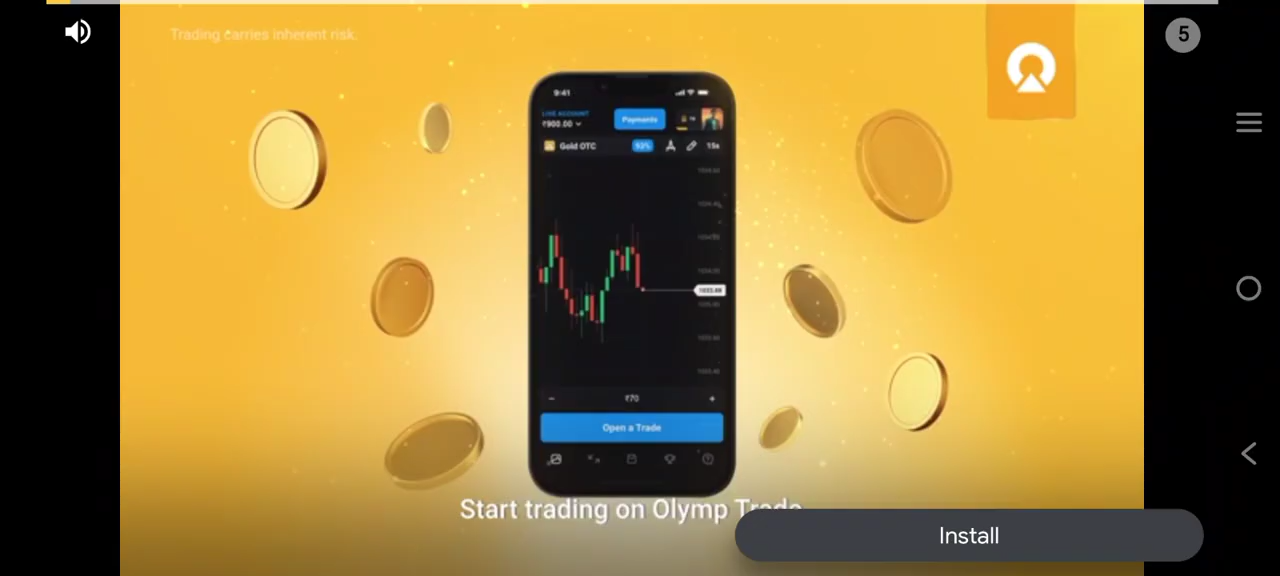 Trading carries inherent risk.
5
9:41
LIVE ACCOUNT
₹900.00
Payments
Gold OTC
93%
15s
₹70
Open a Trade
Start trading on Olymp Trade
Install